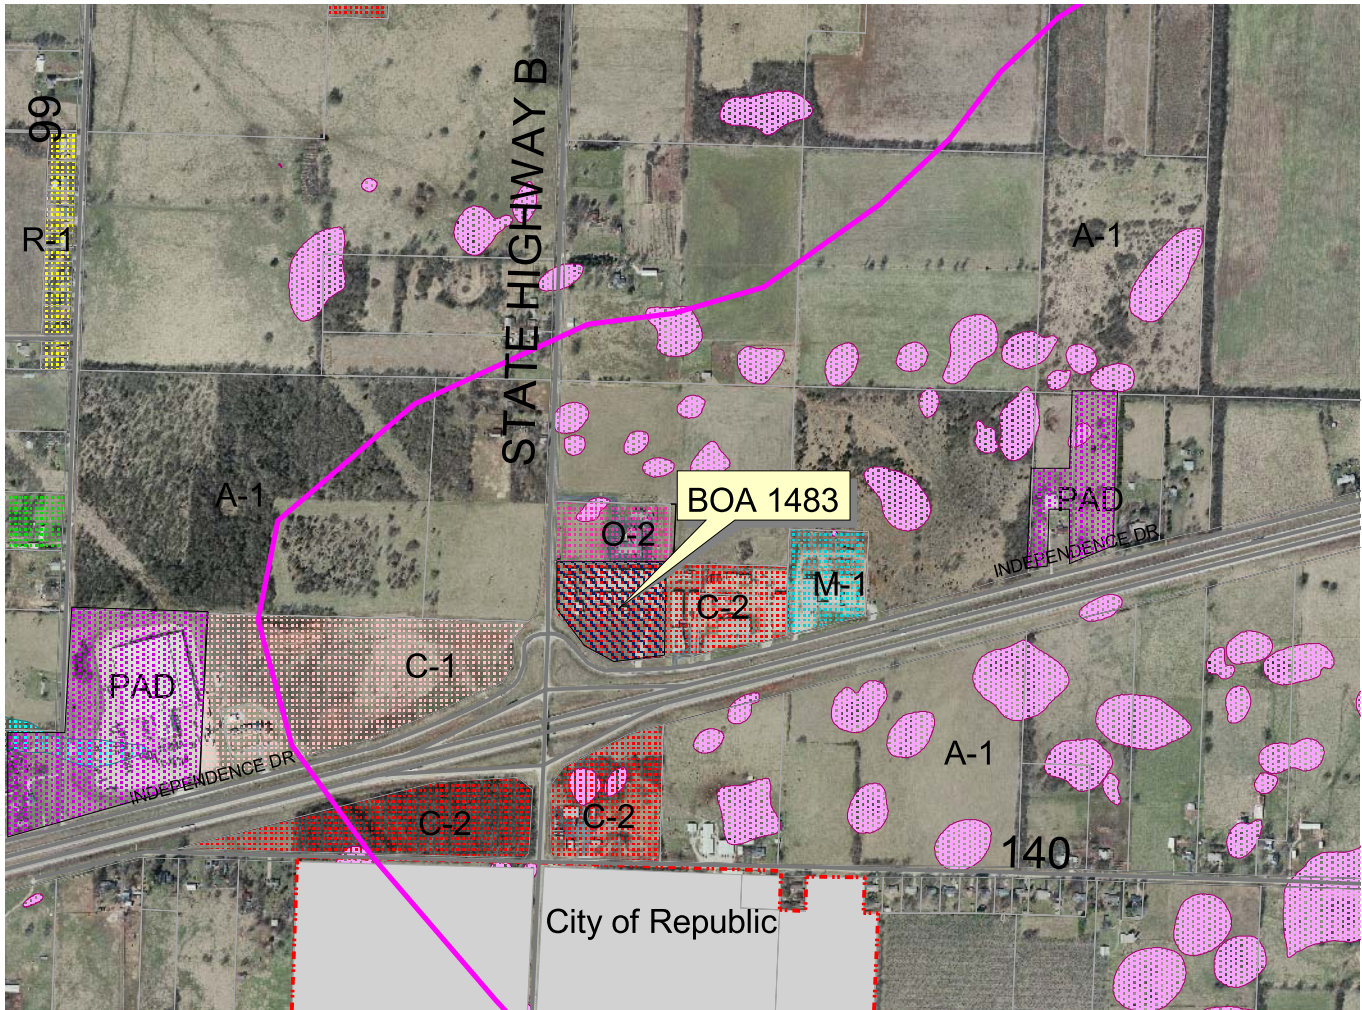 STATE HIGHWAY B
99
R-1
A-1
A-1
BOA 1483
O-2
PAD
INDEPENDENCE DR
M-1
C-2
C-1
PAD
A-1
INDEPENDENCE DR
C-2
C-2
140
City of Republic